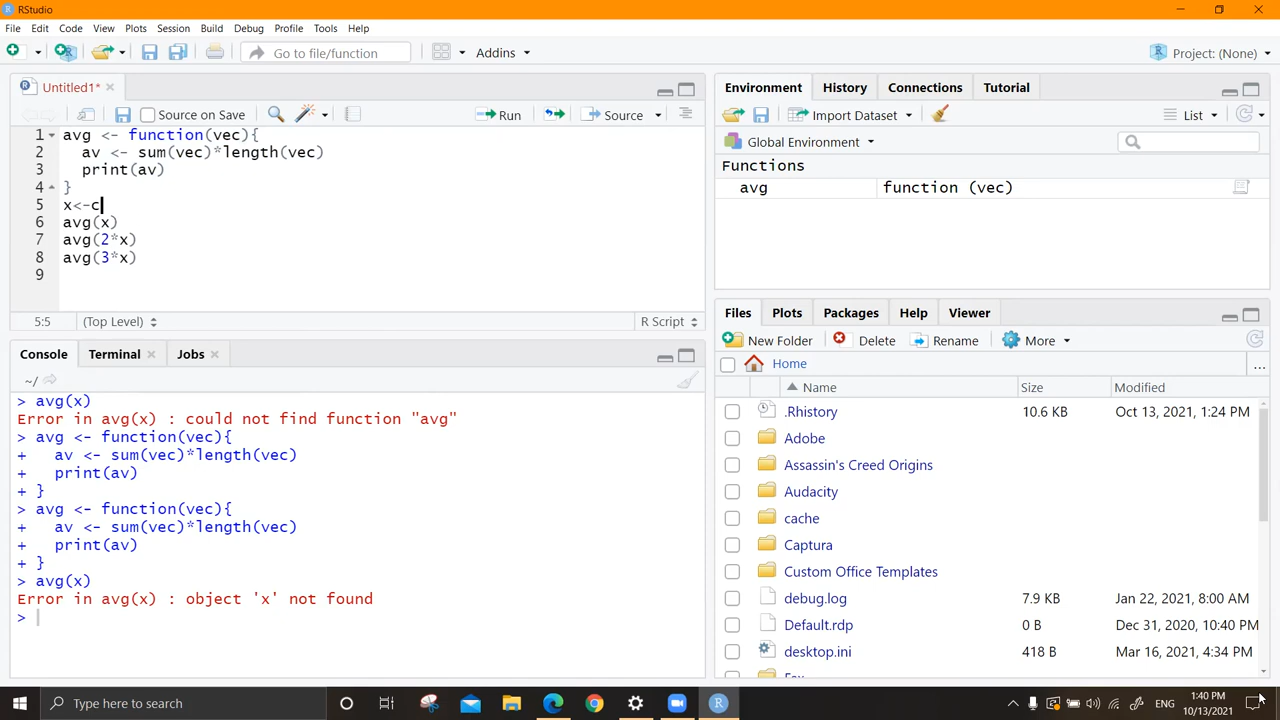 RStudio
File Edit Code View Plots Session Build Debug Profile Tools Help
Go to file/function Addins Project: (None)
Untitled1*
Source on Save Run Source
1 avg <- function(vec){
2   av <- sum(vec)*length(vec)
3   print(av)
4 }
5 x<-c
6 avg(x)
7 avg(2*x)
8 avg(3*x)
9
5:5 (Top Level) R Script
Console Terminal Jobs
~/
> avg(x)
Error in avg(x) : could not find function "avg"
> avg <- function(vec){
+   av <- sum(vec)*length(vec)
+   print(av)
+ }
> avg <- function(vec){
+   av <- sum(vec)*length(vec)
+   print(av)
+ }
> avg(x)
Error in avg(x) : object 'x' not found
>
Environment History Connections Tutorial
Import Dataset List
Global Environment
Functions
avg function (vec)
Files Plots Packages Help Viewer
New Folder Delete Rename More
Home ...
Name Size Modified
.Rhistory 10.6 KB Oct 13, 2021, 1:24 PM
Adobe
Assassin's Creed Origins
Audacity
cache
Captura
Custom Office Templates
debug.log 7.9 KB Jan 22, 2021, 8:00 AM
Default.rdp 0 B Dec 31, 2020, 10:40 PM
desktop.ini 418 B Mar 16, 2021, 4:34 PM
Type here to search ENG 1:40 PM
10/13/2021